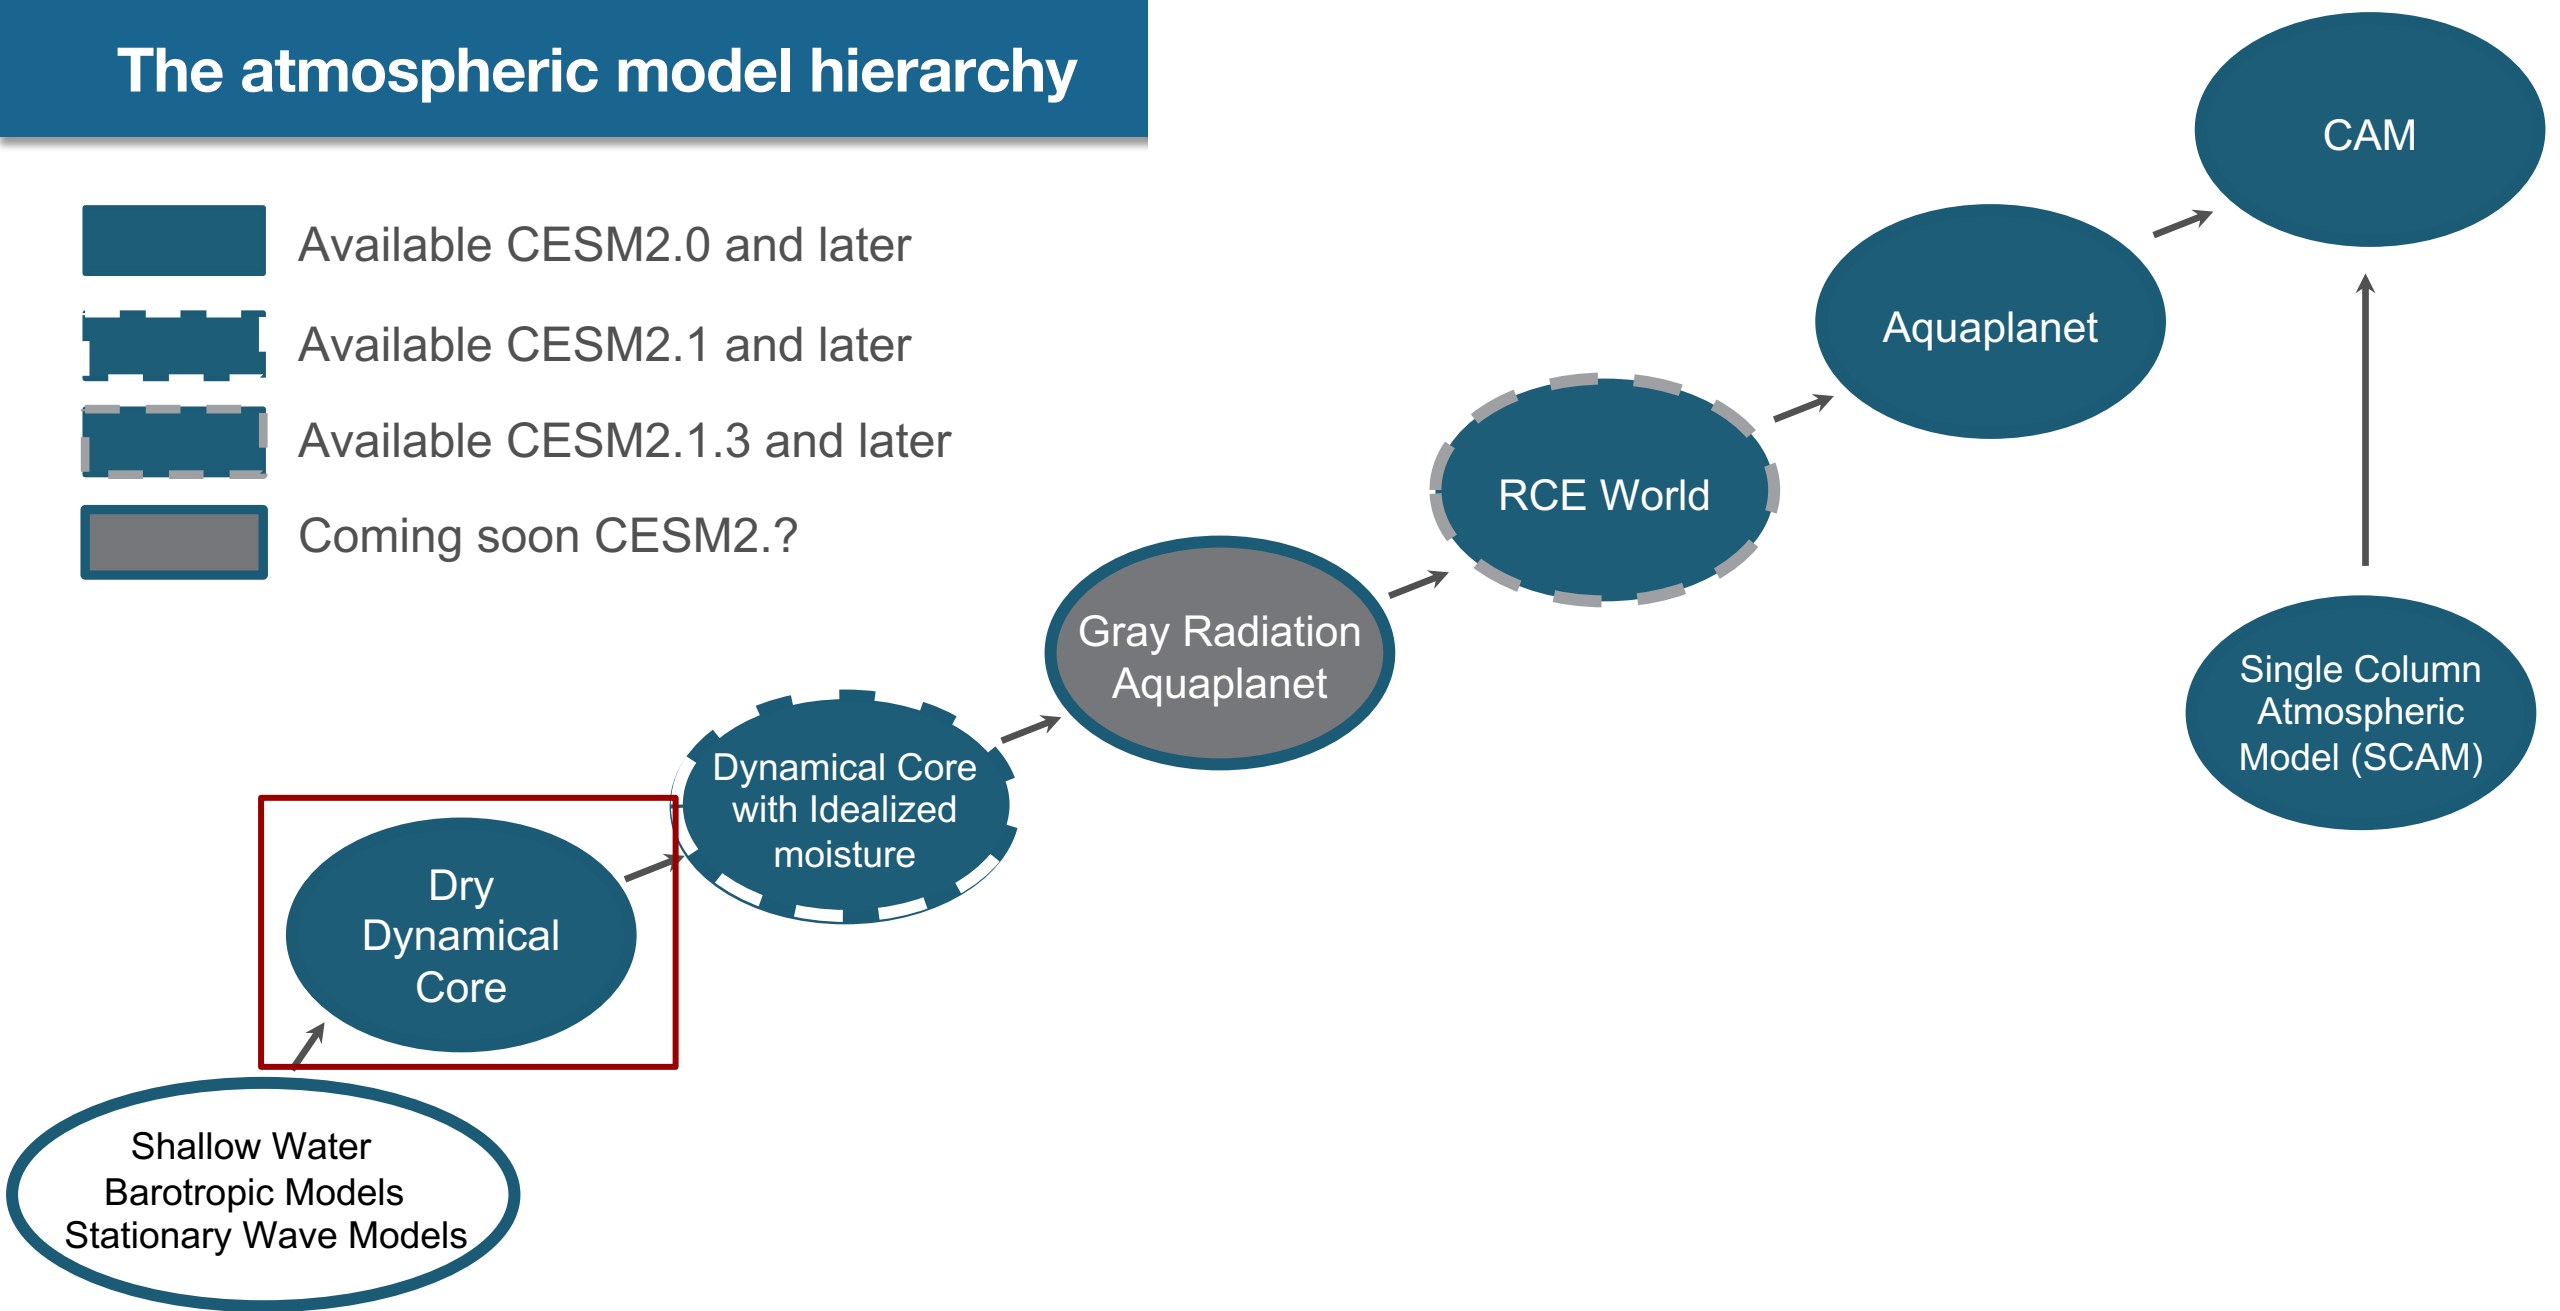 The atmospheric model hierarchy
Available CESM2.0 and later
Available CESM2.1 and later
Available CESM2.1.3 and later
Coming soon CESM2.?
CAM
Aquaplanet
RCE World
Gray Radiation
Aquaplanet
Single Column
Atmospheric
Model (SCAM)
Dynamical Core
with Idealized
moisture
Dry
Dynamical
Core
Shallow Water
Barotropic Models
Stationary Wave Models